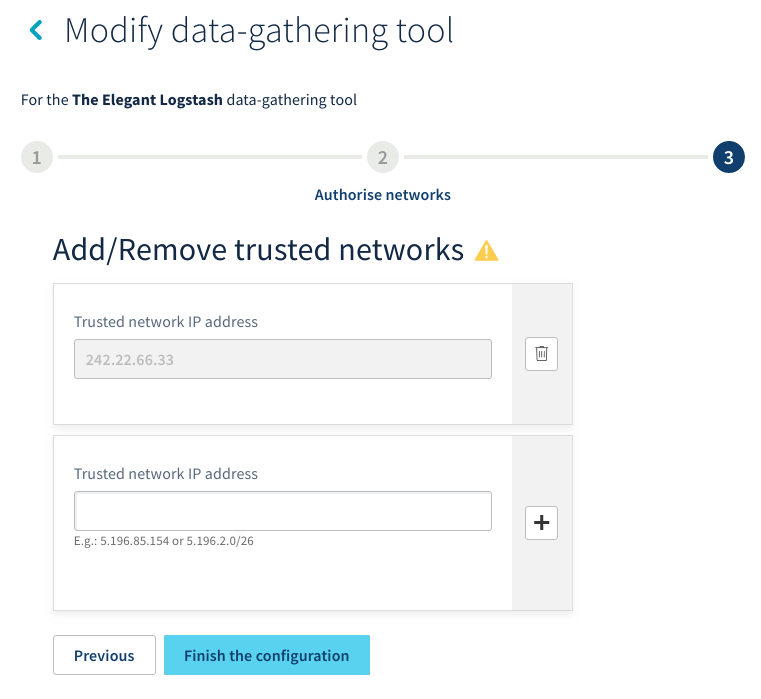 Modify data-gathering tool
For the The Elegant Logstash data-gathering tool
1 2 3
Authorise networks
Add/Remove trusted networks
Trusted network IP address
242.22.66.33
Trusted network IP address
E.g.: 5.196.85.154 or 5.196.2.0/26
Previous Finish the configuration